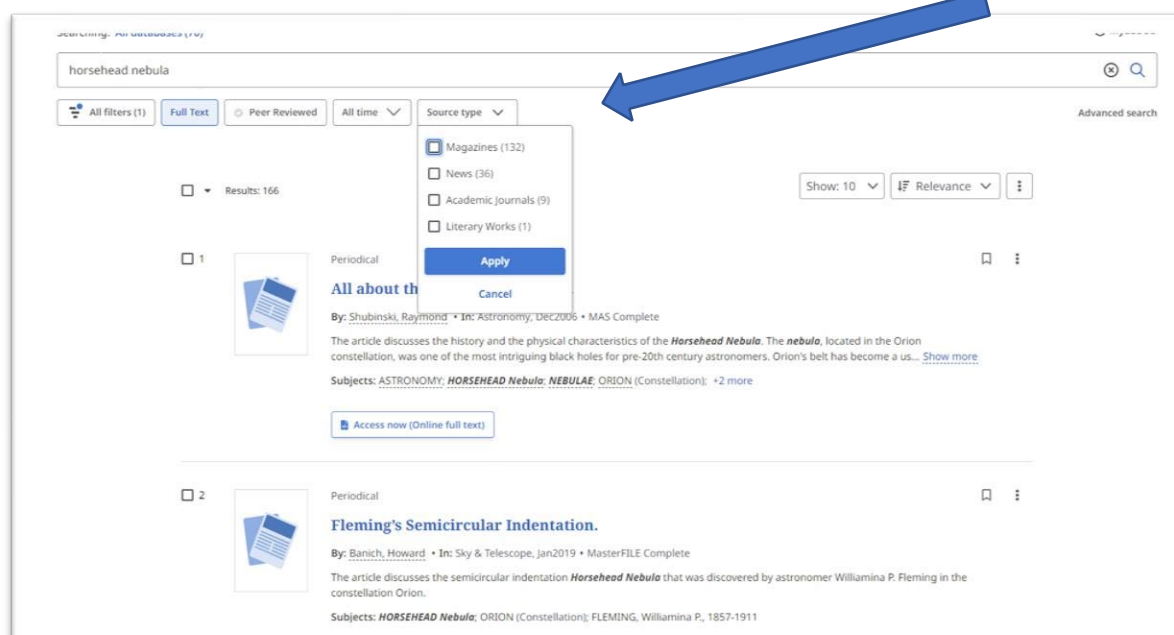 Searching: All databases (70)
horsehead nebula
All filters (1) Full Text Peer Reviewed All time Source type Advanced search
Magazines (132)
News (36)
Academic Journals (9)
Literary Works (1)
Apply
Cancel
Results: 166 Show: 10 Relevance
1 Periodical
All about th
By: Shubinski, Raymond • In: Astronomy, Dec2006 • MAS Complete
The article discusses the history and the physical characteristics of the Horsehead Nebula. The nebula, located in the Orion
constellation, was one of the most intriguing black holes for pre-20th century astronomers. Orion's belt has become a us... Show more
Subjects: ASTRONOMY; HORSEHEAD Nebula; NEBULAE; ORION (Constellation); +2 more
Access now (Online full text)
2 Periodical
Fleming's Semicircular Indentation.
By: Banich, Howard • In: Sky & Telescope, Jan2019 • MasterFILE Complete
The article discusses the semicircular indentation Horsehead Nebula that was discovered by astronomer Williamina P. Fleming in the
constellation Orion.
Subjects: HORSEHEAD Nebula; ORION (Constellation); FLEMING, Williamina P., 1857-1911